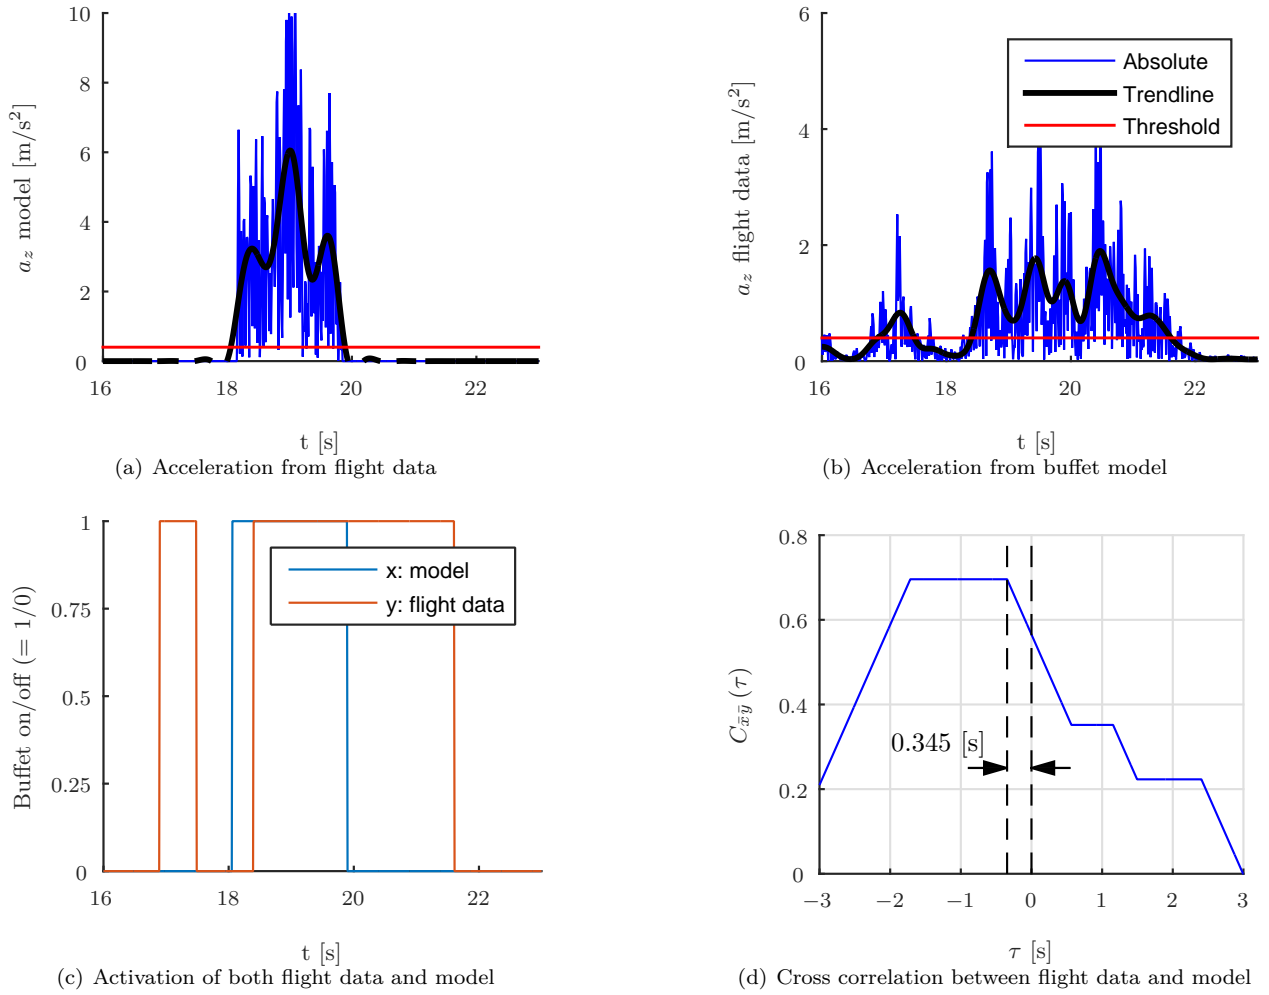 10
8
6
4
2
0
16
18
20
22
a_z model [m/s²]
t [s]
(a) Acceleration from flight data
6
4
2
0
16
18
20
22
a_z flight data [m/s²]
Absolute
Trendline
Threshold
t [s]
(b) Acceleration from buffet model
1
0.75
0.5
0.25
0
16
18
20
22
Buffet on/off (= 1/0)
x: model
y: flight data
t [s]
(c) Activation of both flight data and model
0.8
0.6
0.4
0.2
0
−3
−2
−1
0
1
2
3
C_{x̄ȳ}(τ)
0.345 [s]
τ [s]
(d) Cross correlation between flight data and model